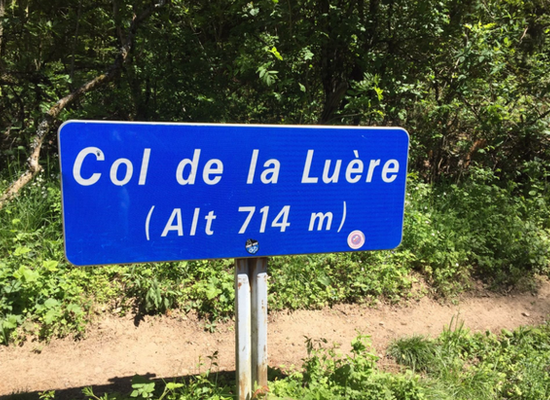 Col de la Luère
(Alt 714 m)